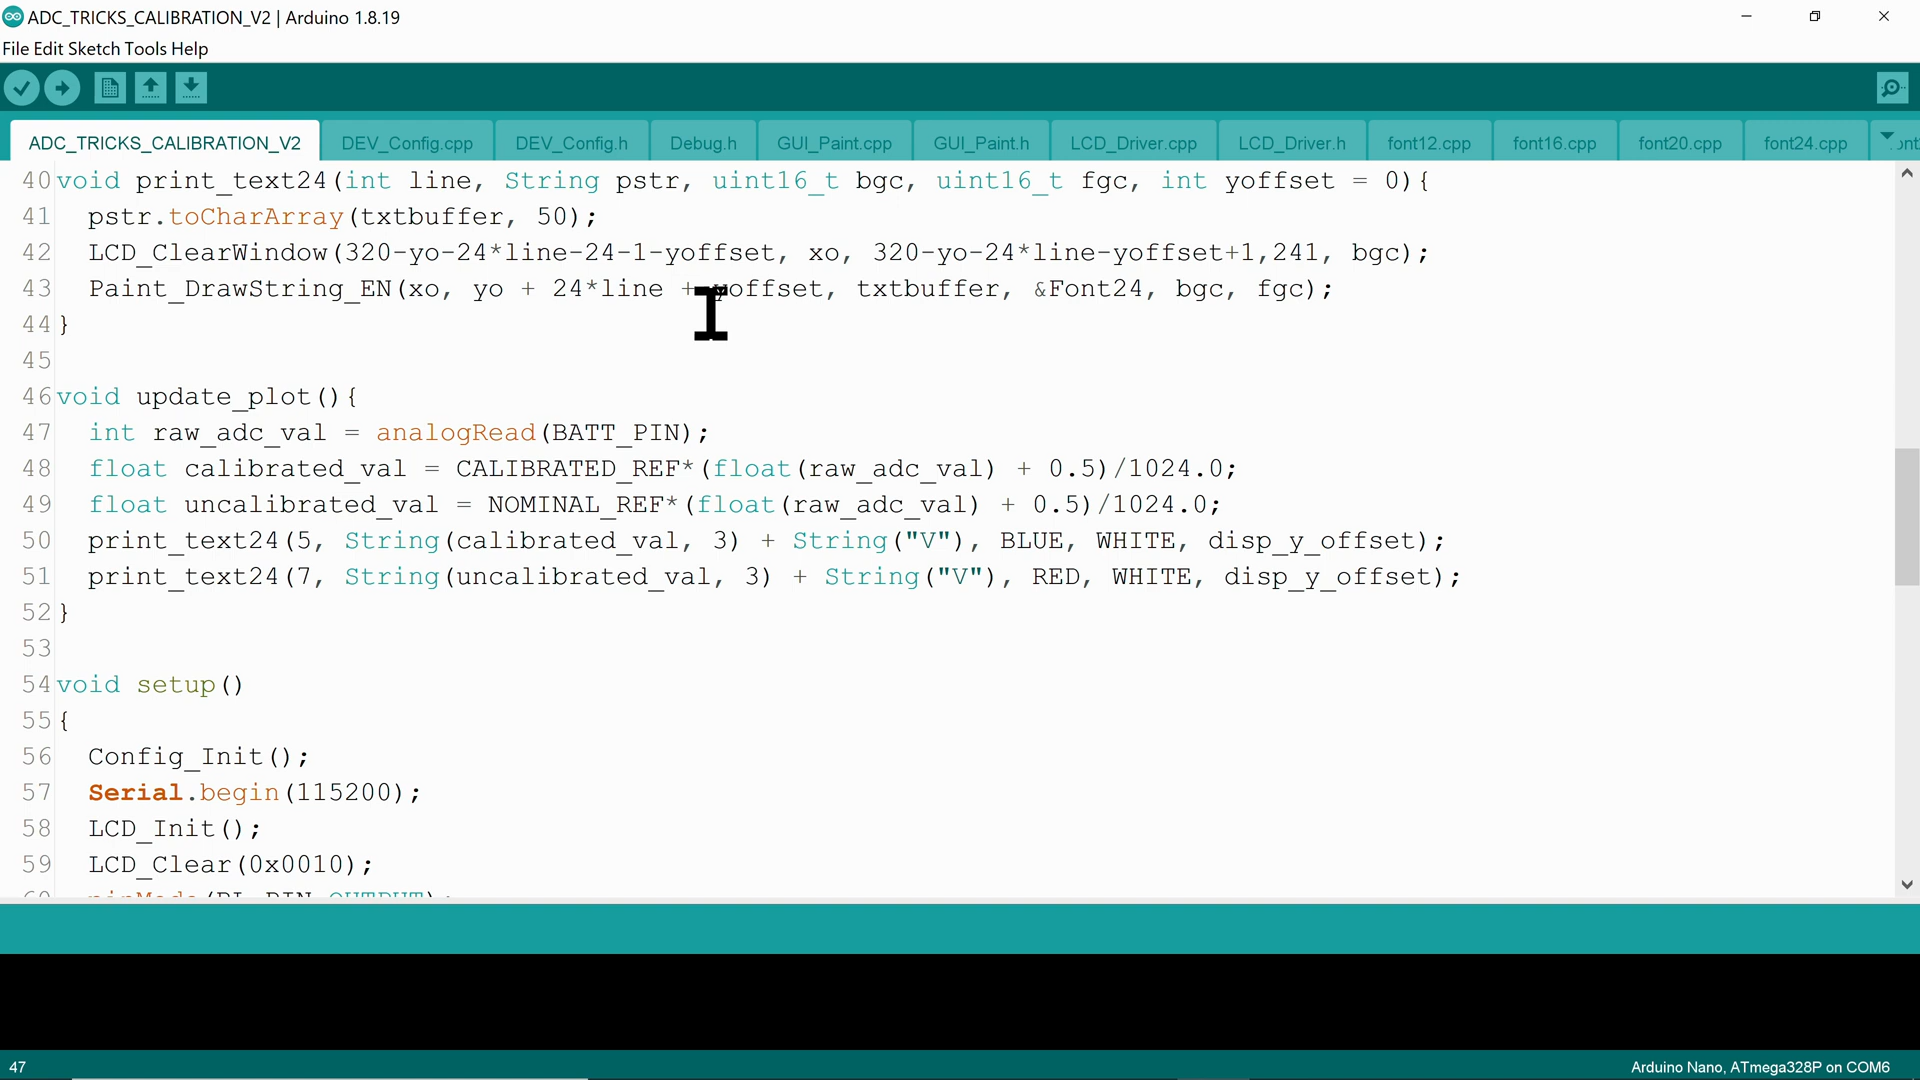 ADC_TRICKS_CALIBRATION_V2 | Arduino 1.8.19
File Edit Sketch Tools Help
ADC_TRICKS_CALIBRATION_V2 DEV_Config.cpp DEV_Config.h Debug.h GUI_Paint.cpp GUI_Paint.h LCD_Driver.cpp LCD_Driver.h font12.cpp font16.cpp font20.cpp font24.cpp
40 void print_text24(int line, String pstr, uint16_t bgc, uint16_t fgc, int yoffset = 0){
41 pstr.toCharArray(txtbuffer, 50);
42 LCD_ClearWindow(320-yo-24*line-24-1-yoffset, xo, 320-yo-24*line-yoffset+1,241, bgc);
43 Paint_DrawString_EN(xo, yo + 24*line + yoffset, txtbuffer, &Font24, bgc, fgc);
44 }
45
46 void update_plot(){
47 int raw_adc_val = analogRead(BATT_PIN);
48 float calibrated_val = CALIBRATED_REF*(float(raw_adc_val) + 0.5)/1024.0;
49 float uncalibrated_val = NOMINAL_REF*(float(raw_adc_val) + 0.5)/1024.0;
50 print_text24(5, String(calibrated_val, 3) + String("V"), BLUE, WHITE, disp_y_offset);
51 print_text24(7, String(uncalibrated_val, 3) + String("V"), RED, WHITE, disp_y_offset);
52 }
53
54 void setup()
55 {
56 Config_Init();
57 Serial.begin(115200);
58 LCD_Init();
59 LCD_Clear(0x0010);
47
Arduino Nano, ATmega328P on COM6